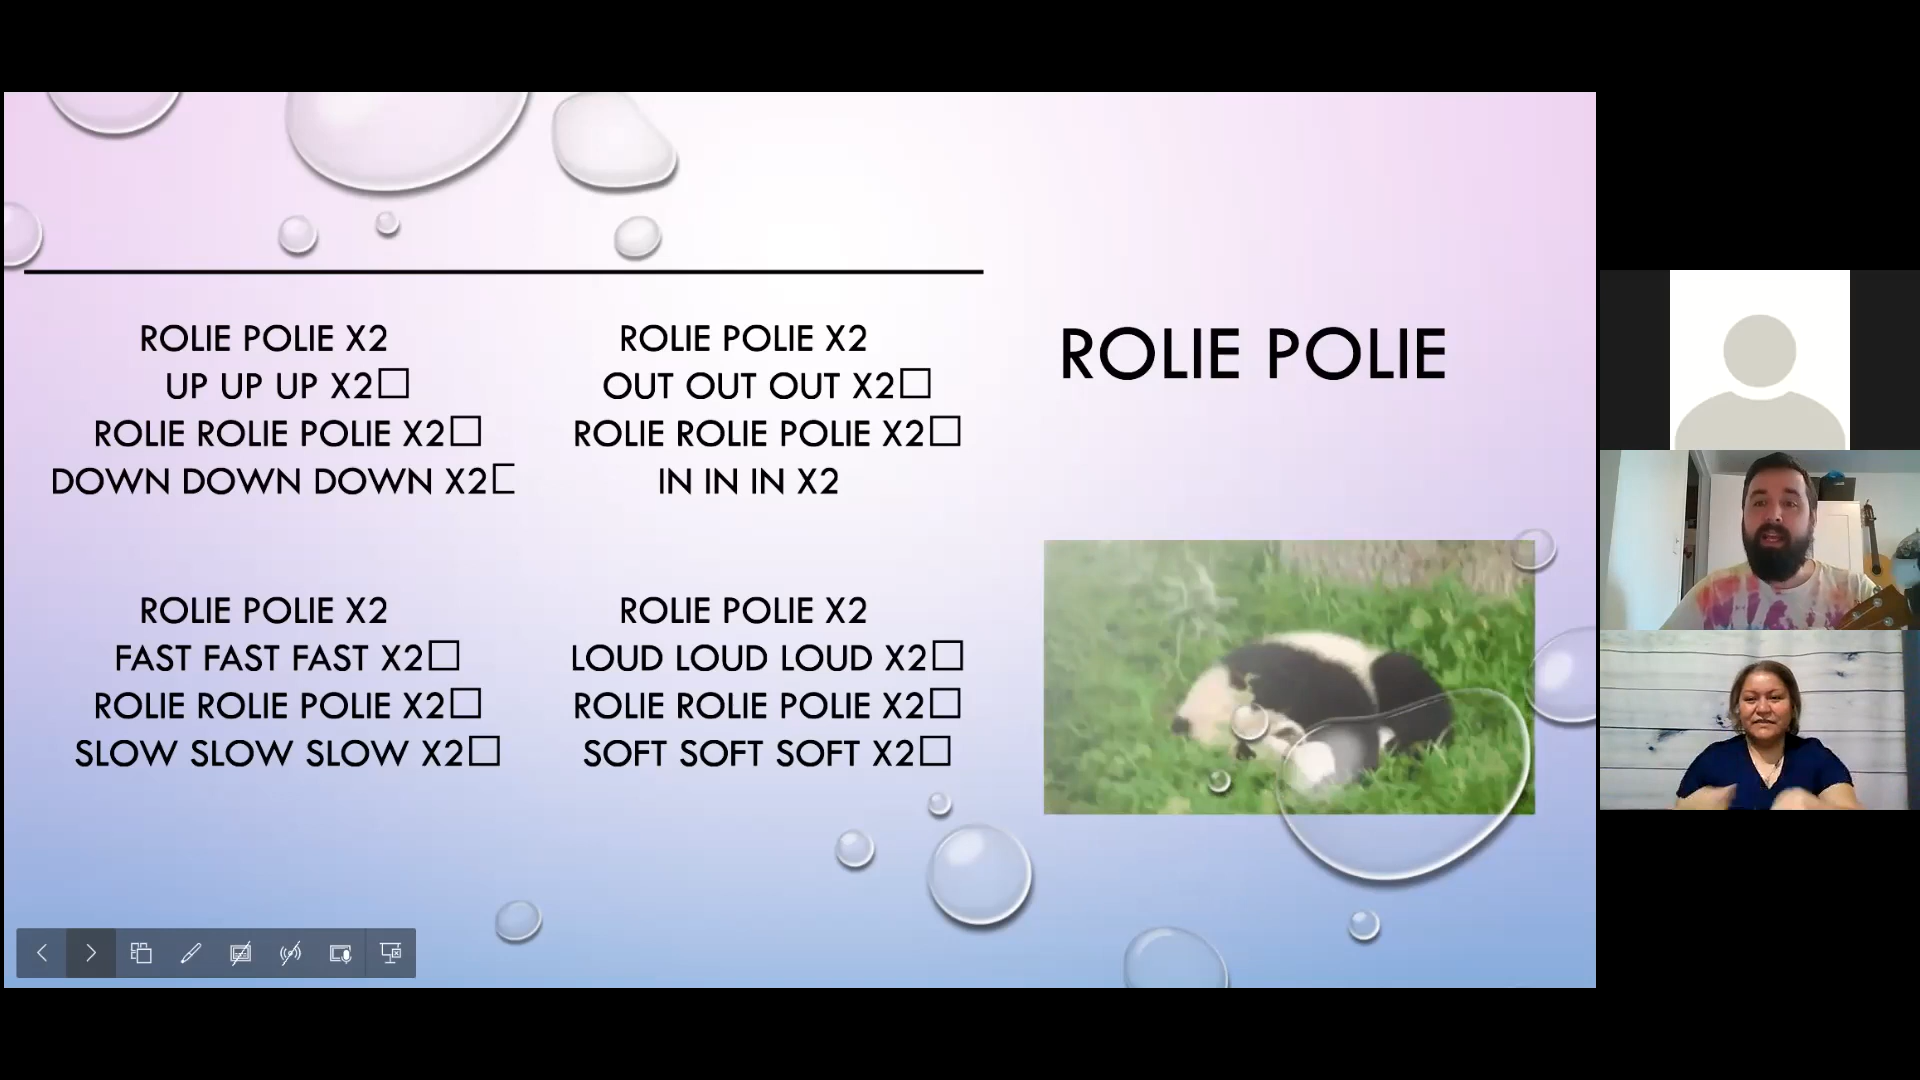 ROLIE POLIE X2
UP UP UP X2□
ROLIE ROLIE POLIE X2□
DOWN DOWN DOWN X2□
ROLIE POLIE X2
FAST FAST FAST X2□
ROLIE ROLIE POLIE X2□
SLOW SLOW SLOW X2□
ROLIE POLIE X2
OUT OUT OUT X2□
ROLIE ROLIE POLIE X2□
IN IN IN X2
ROLIE POLIE X2
LOUD LOUD LOUD X2□
ROLIE ROLIE POLIE X2□
SOFT SOFT SOFT X2□
ROLIE POLIE